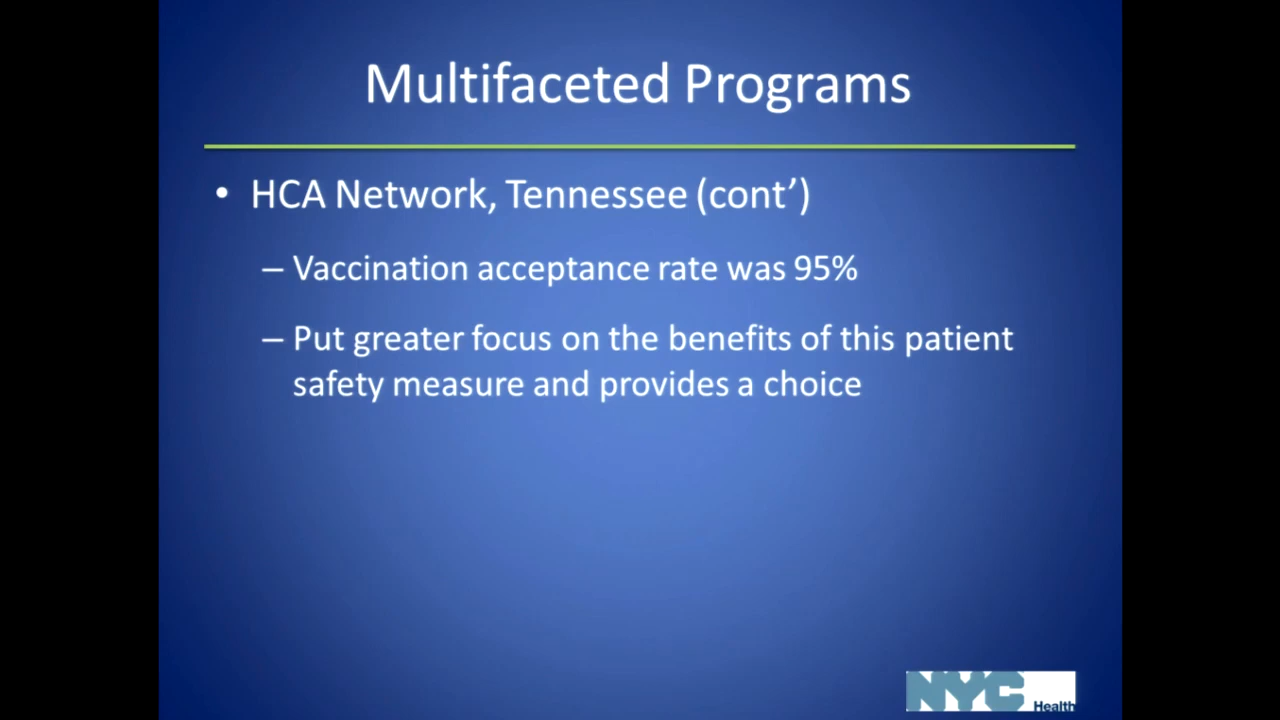 Multifaceted Programs
• HCA Network, Tennessee (cont’)
– Vaccination acceptance rate was 95%
– Put greater focus on the benefits of this patient
safety measure and provides a choice
NYC
Health